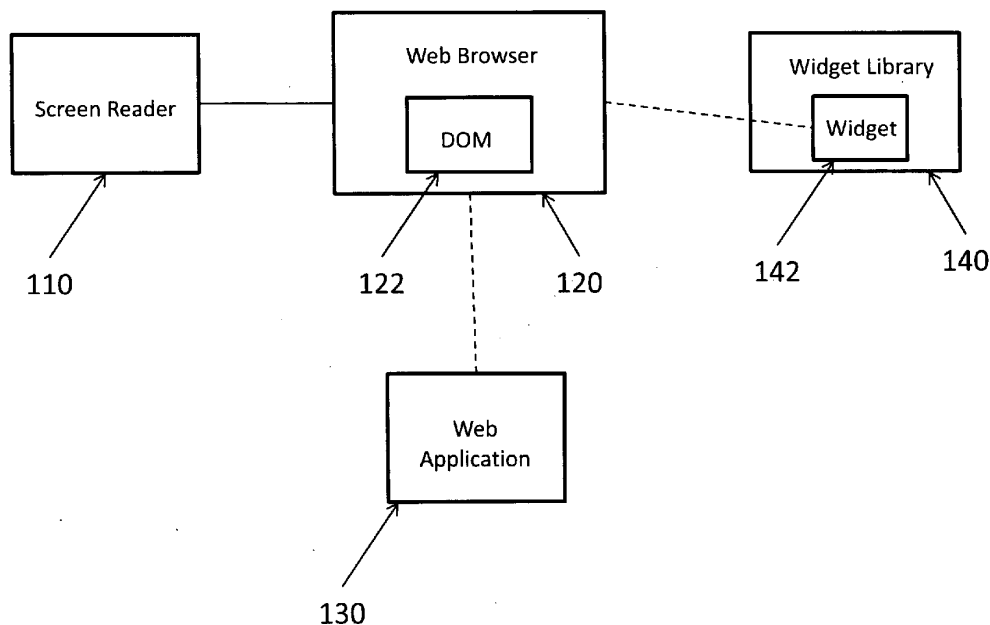 Screen Reader
Web Browser
DOM
Widget Library
Widget
110
122
120
142
140
Web
Application
130